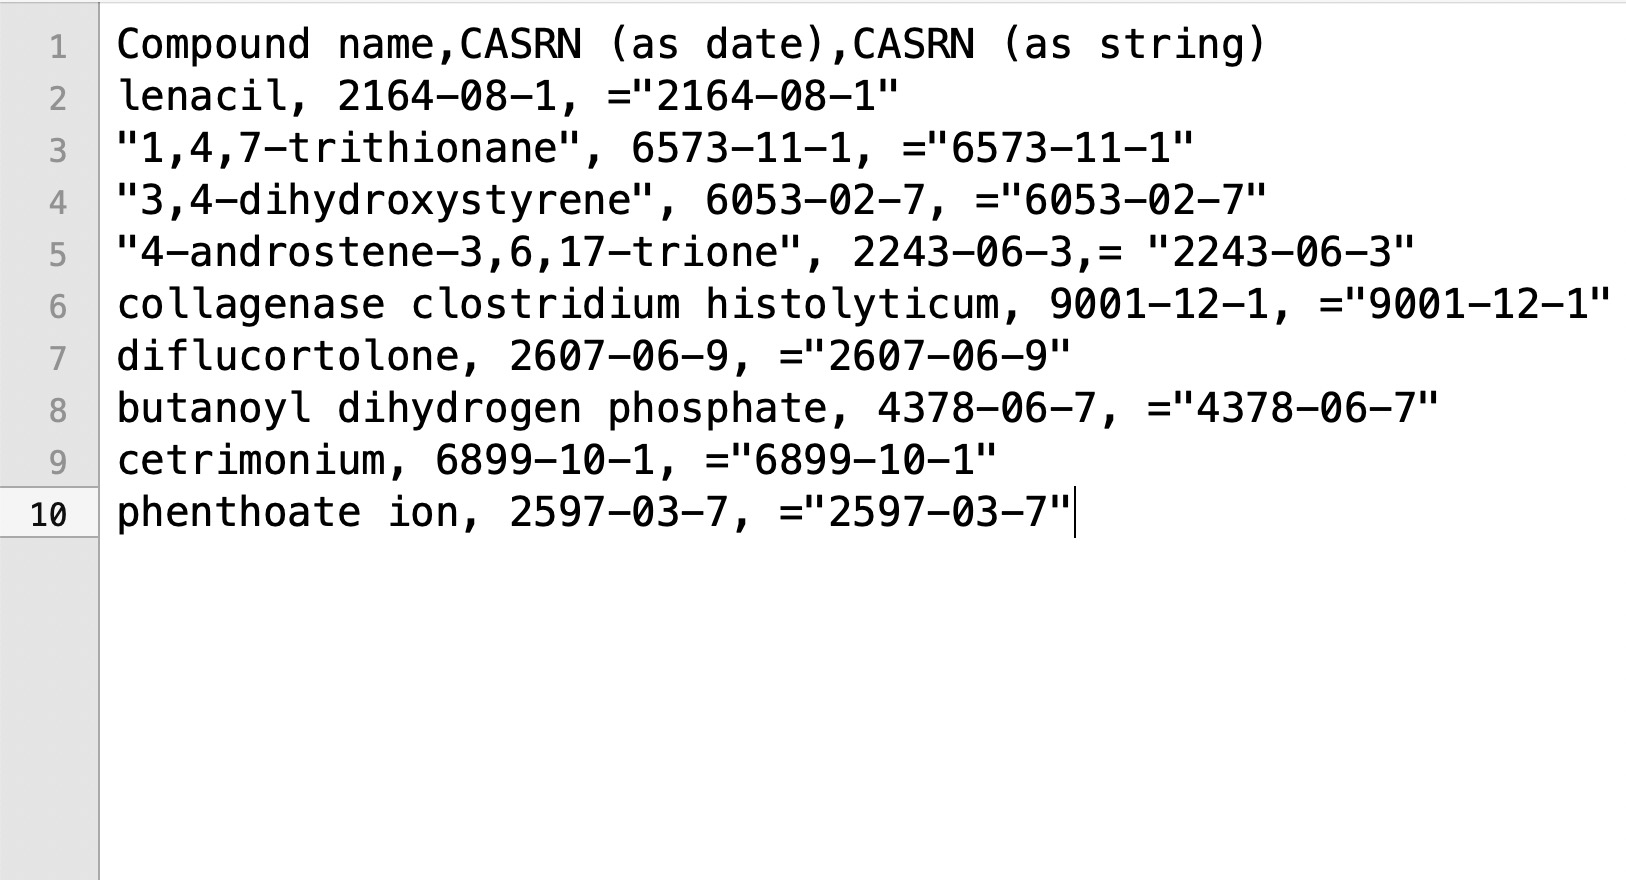 1 Compound name,CASRN (as date),CASRN (as string)
2 lenacil, 2164-08-1, ="2164-08-1"
3 "1,4,7-trithionane", 6573-11-1, ="6573-11-1"
4 "3,4-dihydroxystyrene", 6053-02-7, ="6053-02-7"
5 "4-androstene-3,6,17-trione", 2243-06-3,= "2243-06-3"
6 collagenase clostridium histolyticum, 9001-12-1, ="9001-12-1"
7 diflucortolone, 2607-06-9, ="2607-06-9"
8 butanoyl dihydrogen phosphate, 4378-06-7, ="4378-06-7"
9 cetrimonium, 6899-10-1, ="6899-10-1"
10 phenthoate ion, 2597-03-7, ="2597-03-7"